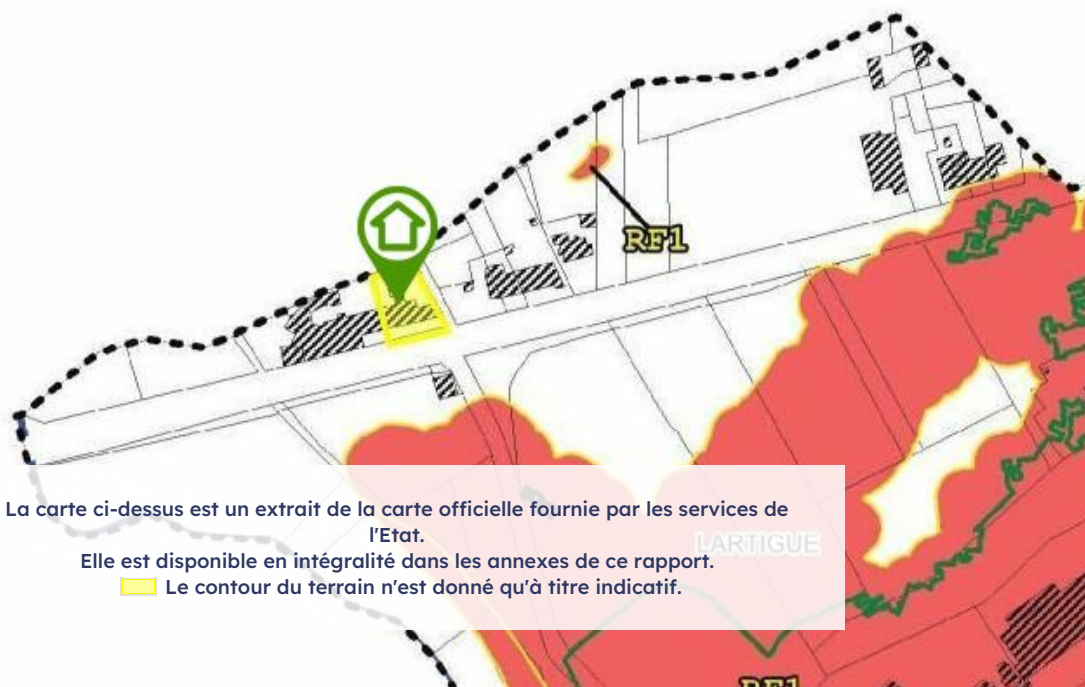 RF1
La carte ci-dessus est un extrait de la carte officielle fournie par les services de
l'Etat.
LARTIGUE
Elle est disponible en intégralité dans les annexes de ce rapport.
Le contour du terrain n'est donné qu'à titre indicatif.
RF1